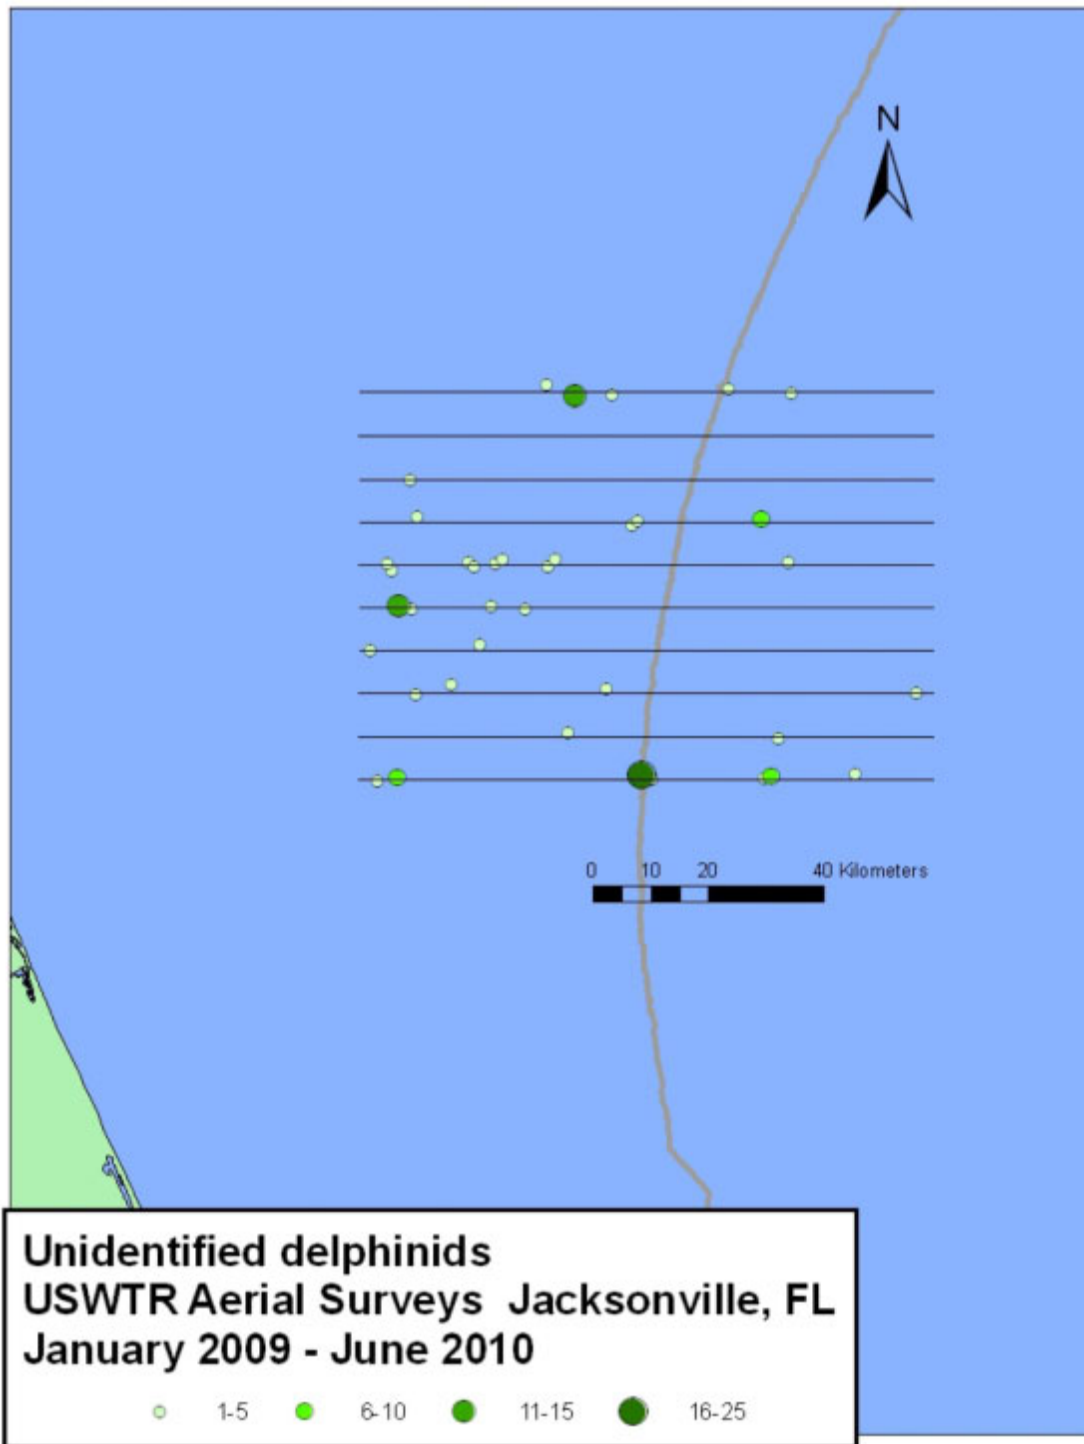 N
0 10 20 40 Kilometers
Unidentified delphinids
USWTR Aerial Surveys Jacksonville, FL
January 2009 - June 2010
1-5 6-10 11-15 16-25